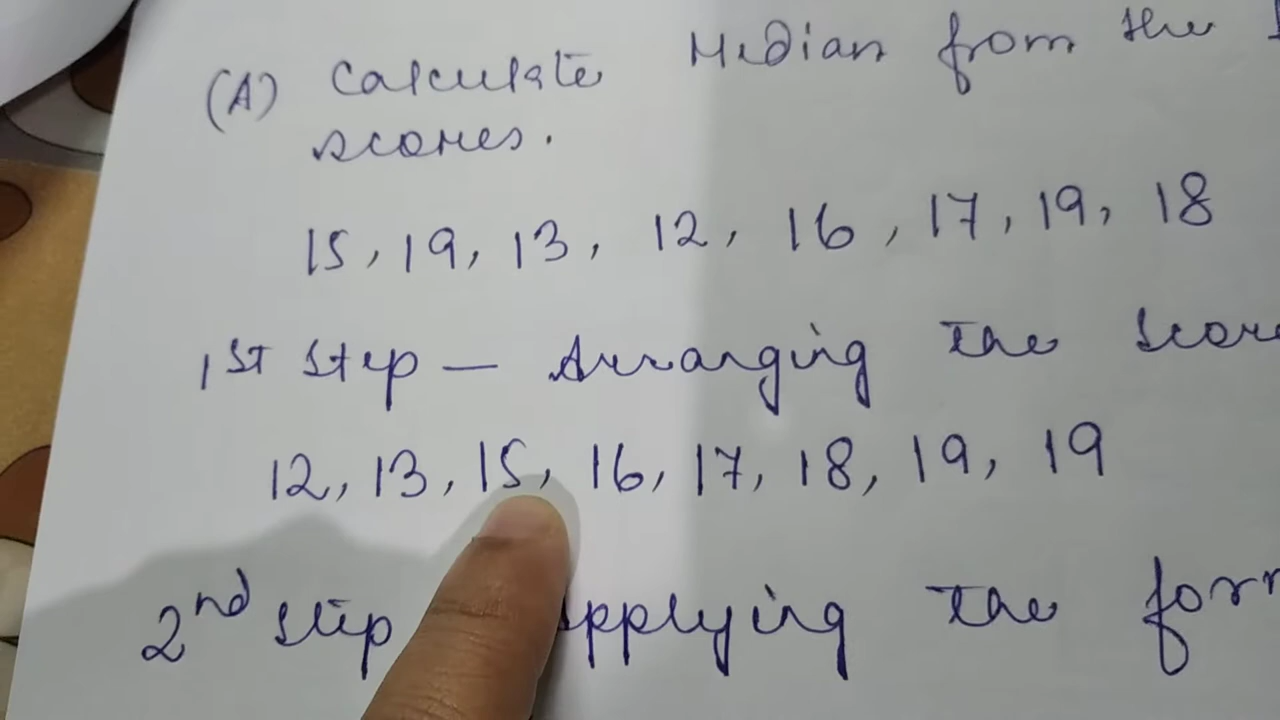 (A) Calculate Median from the
scores.
15, 19, 13, 12, 16, 17, 19, 18
1st step — Arranging the
12, 13, 15, 16, 17, 18, 19, 19
2nd step the